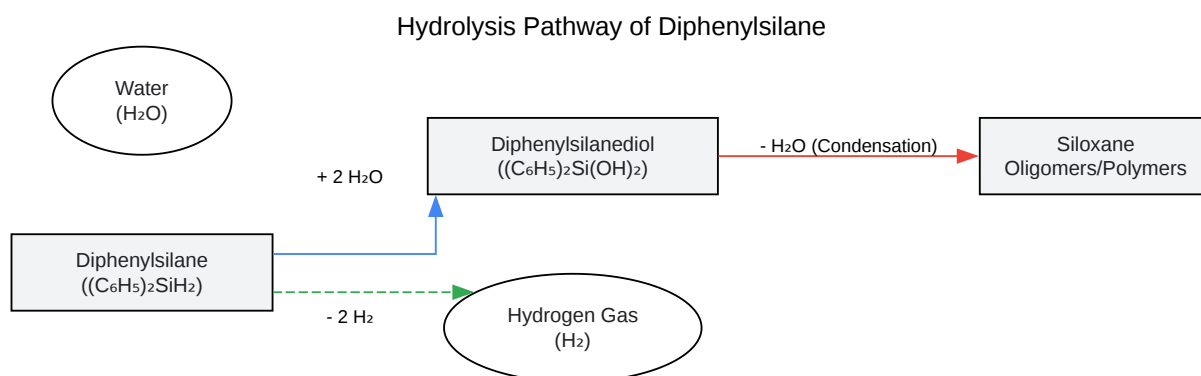 Hydrolysis Pathway of Diphenylsilane
Water
(H₂O)
Diphenylsilanediol
((C₆H₅)₂Si(OH)₂)
- H₂O (Condensation)
Siloxane
Oligomers/Polymers
+ 2 H₂O
Diphenylsilane
((C₆H₅)₂SiH₂)
- 2 H₂
Hydrogen Gas
(H₂)